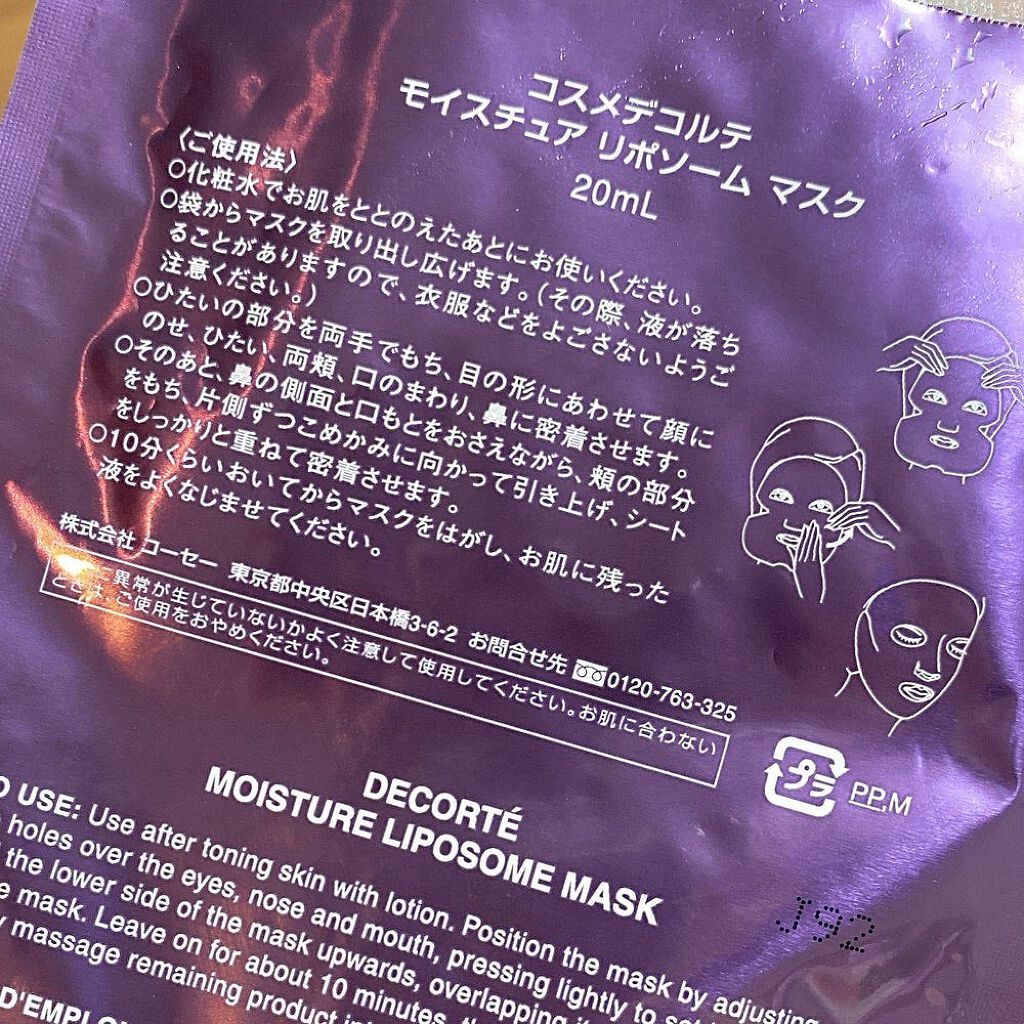 コスメデコルテ
モイスチュア リポソーム マスク
20mL
〈ご使用法〉
○化粧水でお肌をととのえたあとにお使いください。
○袋からマスクを取り出し広げます。(その際、液が落ち
ることがありますので、衣服などをよごさないようご
注意ください。)
○ひたいの部分を両手でもち、目の形にあわせて顔に
のせ、ひたい、両頬、口のまわり、鼻に密着させます。
○そのあと、鼻の側面と口もとをおさえながら、頬の部分
をもち、片側ずつこめかみに向かって引き上げ、シート
をしっかりと重ねて密着させます。
○10分くらいおいてからマスクをはがし、お肌に残った
液をよくなじませてください。
株式会社 コーセー 東京都中央区日本橋3-6-2 お問合せ先 0120-763-325
に異常が生じていないかよく注意して使用してください。お肌に合わない
ときは、ご使用をおやめください。
プラ PP,M
DECORTÉ
MOISTURE LIPOSOME MASK
USE: Use after toning skin with lotion. Position the mask by adjusting
holes over the eyes, nose and mouth, pressing lightly to
the lower side of the mask upwards, overlapping
mask. Leave on for about 10 minutes,
massage remaining product
D'EMPLO
J92